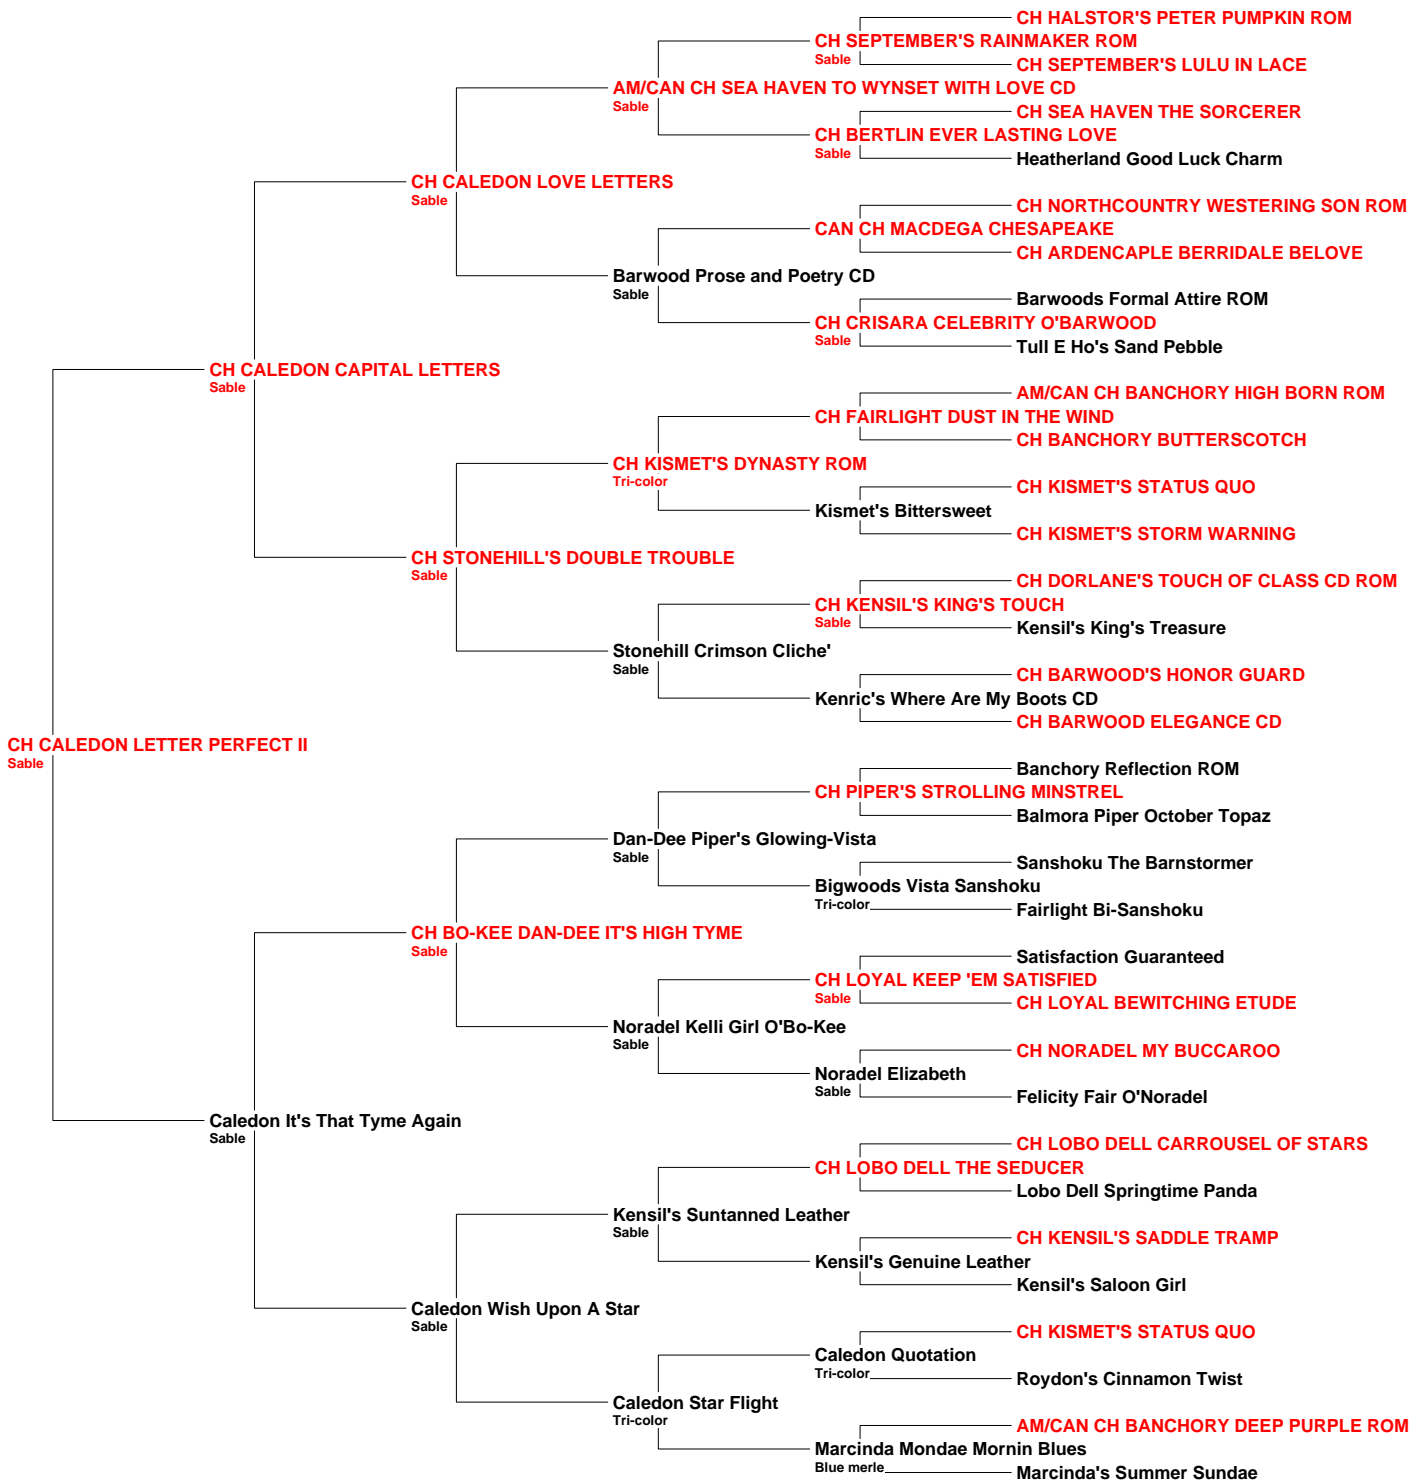 CH HALSTOR'S PETER PUMPKIN ROM
CH SEPTEMBER'S RAINMAKER ROM
Sable
CH SEPTEMBER'S LULU IN LACE
AM/CAN CH SEA HAVEN TO WYNSET WITH LOVE CD
Sable
CH SEA HAVEN THE SORCERER
CH BERTLIN EVER LASTING LOVE
Sable
Heatherland Good Luck Charm
CH CALEDON LOVE LETTERS
Sable
CH NORTHCOUNTRY WESTERING SON ROM
CAN CH MACDEGA CHESAPEAKE
CH ARDENCAPLE BERRIDALE BELOVE
Barwood Prose and Poetry CD
Sable
Barwoods Formal Attire ROM
CH CRISARA CELEBRITY O'BARWOOD
Sable
Tull E Ho's Sand Pebble
CH CALEDON CAPITAL LETTERS
Sable
AM/CAN CH BANCHORY HIGH BORN ROM
CH FAIRLIGHT DUST IN THE WIND
CH BANCHORY BUTTERSCOTCH
CH KISMET'S DYNASTY ROM
Tri-color
CH KISMET'S STATUS QUO
Kismet's Bittersweet
CH KISMET'S STORM WARNING
CH STONEHILL'S DOUBLE TROUBLE
Sable
CH DORLANE'S TOUCH OF CLASS CD ROM
CH KENSIL'S KING'S TOUCH
Sable
Kensil's King's Treasure
Stonehill Crimson Cliche'
Sable
CH BARWOOD'S HONOR GUARD
Kenric's Where Are My Boots CD
CH BARWOOD ELEGANCE CD
CH CALEDON LETTER PERFECT II
Sable
Banchory Reflection ROM
CH PIPER'S STROLLING MINSTREL
Balmora Piper October Topaz
Dan-Dee Piper's Glowing-Vista
Sable
Sanshoku The Barnstormer
Bigwoods Vista Sanshoku
Tri-color
Fairlight Bi-Sanshoku
CH BO-KEE DAN-DEE IT'S HIGH TYME
Sable
Satisfaction Guaranteed
CH LOYAL KEEP 'EM SATISFIED
Sable
CH LOYAL BEWITCHING ETUDE
Noradel Kelli Girl O'Bo-Kee
Sable
CH NORADEL MY BUCCAROO
Noradel Elizabeth
Sable
Felicity Fair O'Noradel
Caledon It's That Tyme Again
Sable
CH LOBO DELL CARROUSEL OF STARS
CH LOBO DELL THE SEDUCER
Lobo Dell Springtime Panda
Kensil's Suntanned Leather
Sable
CH KENSIL'S SADDLE TRAMP
Kensil's Genuine Leather
Kensil's Saloon Girl
Caledon Wish Upon A Star
Sable
CH KISMET'S STATUS QUO
Caledon Quotation
Tri-color
Roydon's Cinnamon Twist
Caledon Star Flight
Tri-color
AM/CAN CH BANCHORY DEEP PURPLE ROM
Marcinda Mondae Mornin Blues
Blue merle
Marcinda's Summer Sundae